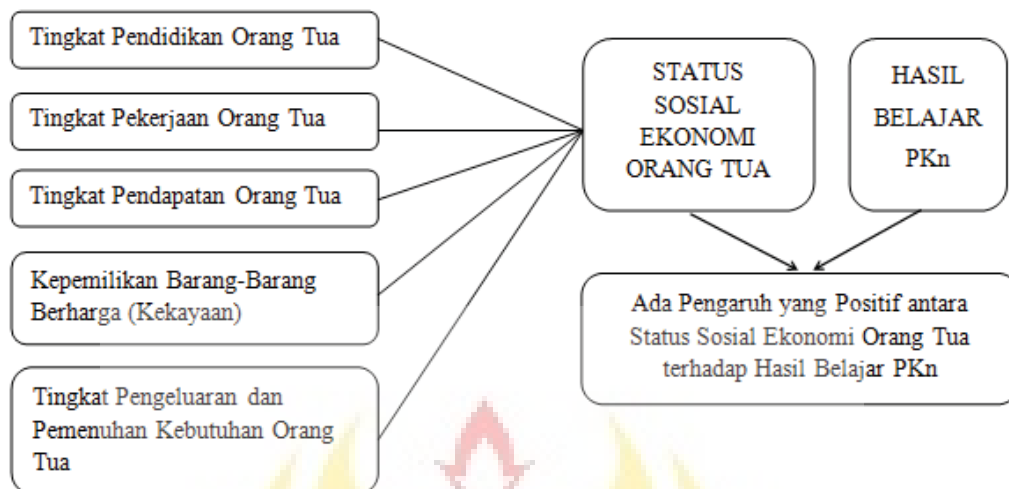 Tingkat Pendidikan Orang Tua
Tingkat Pekerjaan Orang Tua
Tingkat Pendapatan Orang Tua
Kepemilikan Barang-Barang
Berharga (Kekayaan)
Tingkat Pengeluaran dan
Pemenuhan Kebutuhan Orang
Tua
STATUS
SOSIAL
EKONOMI
ORANG TUA
HASIL
BELAJAR
PKn
Ada Pengaruh yang Positif antara
Status Sosial Ekonomi Orang Tua
terhadap Hasil Belajar PKn